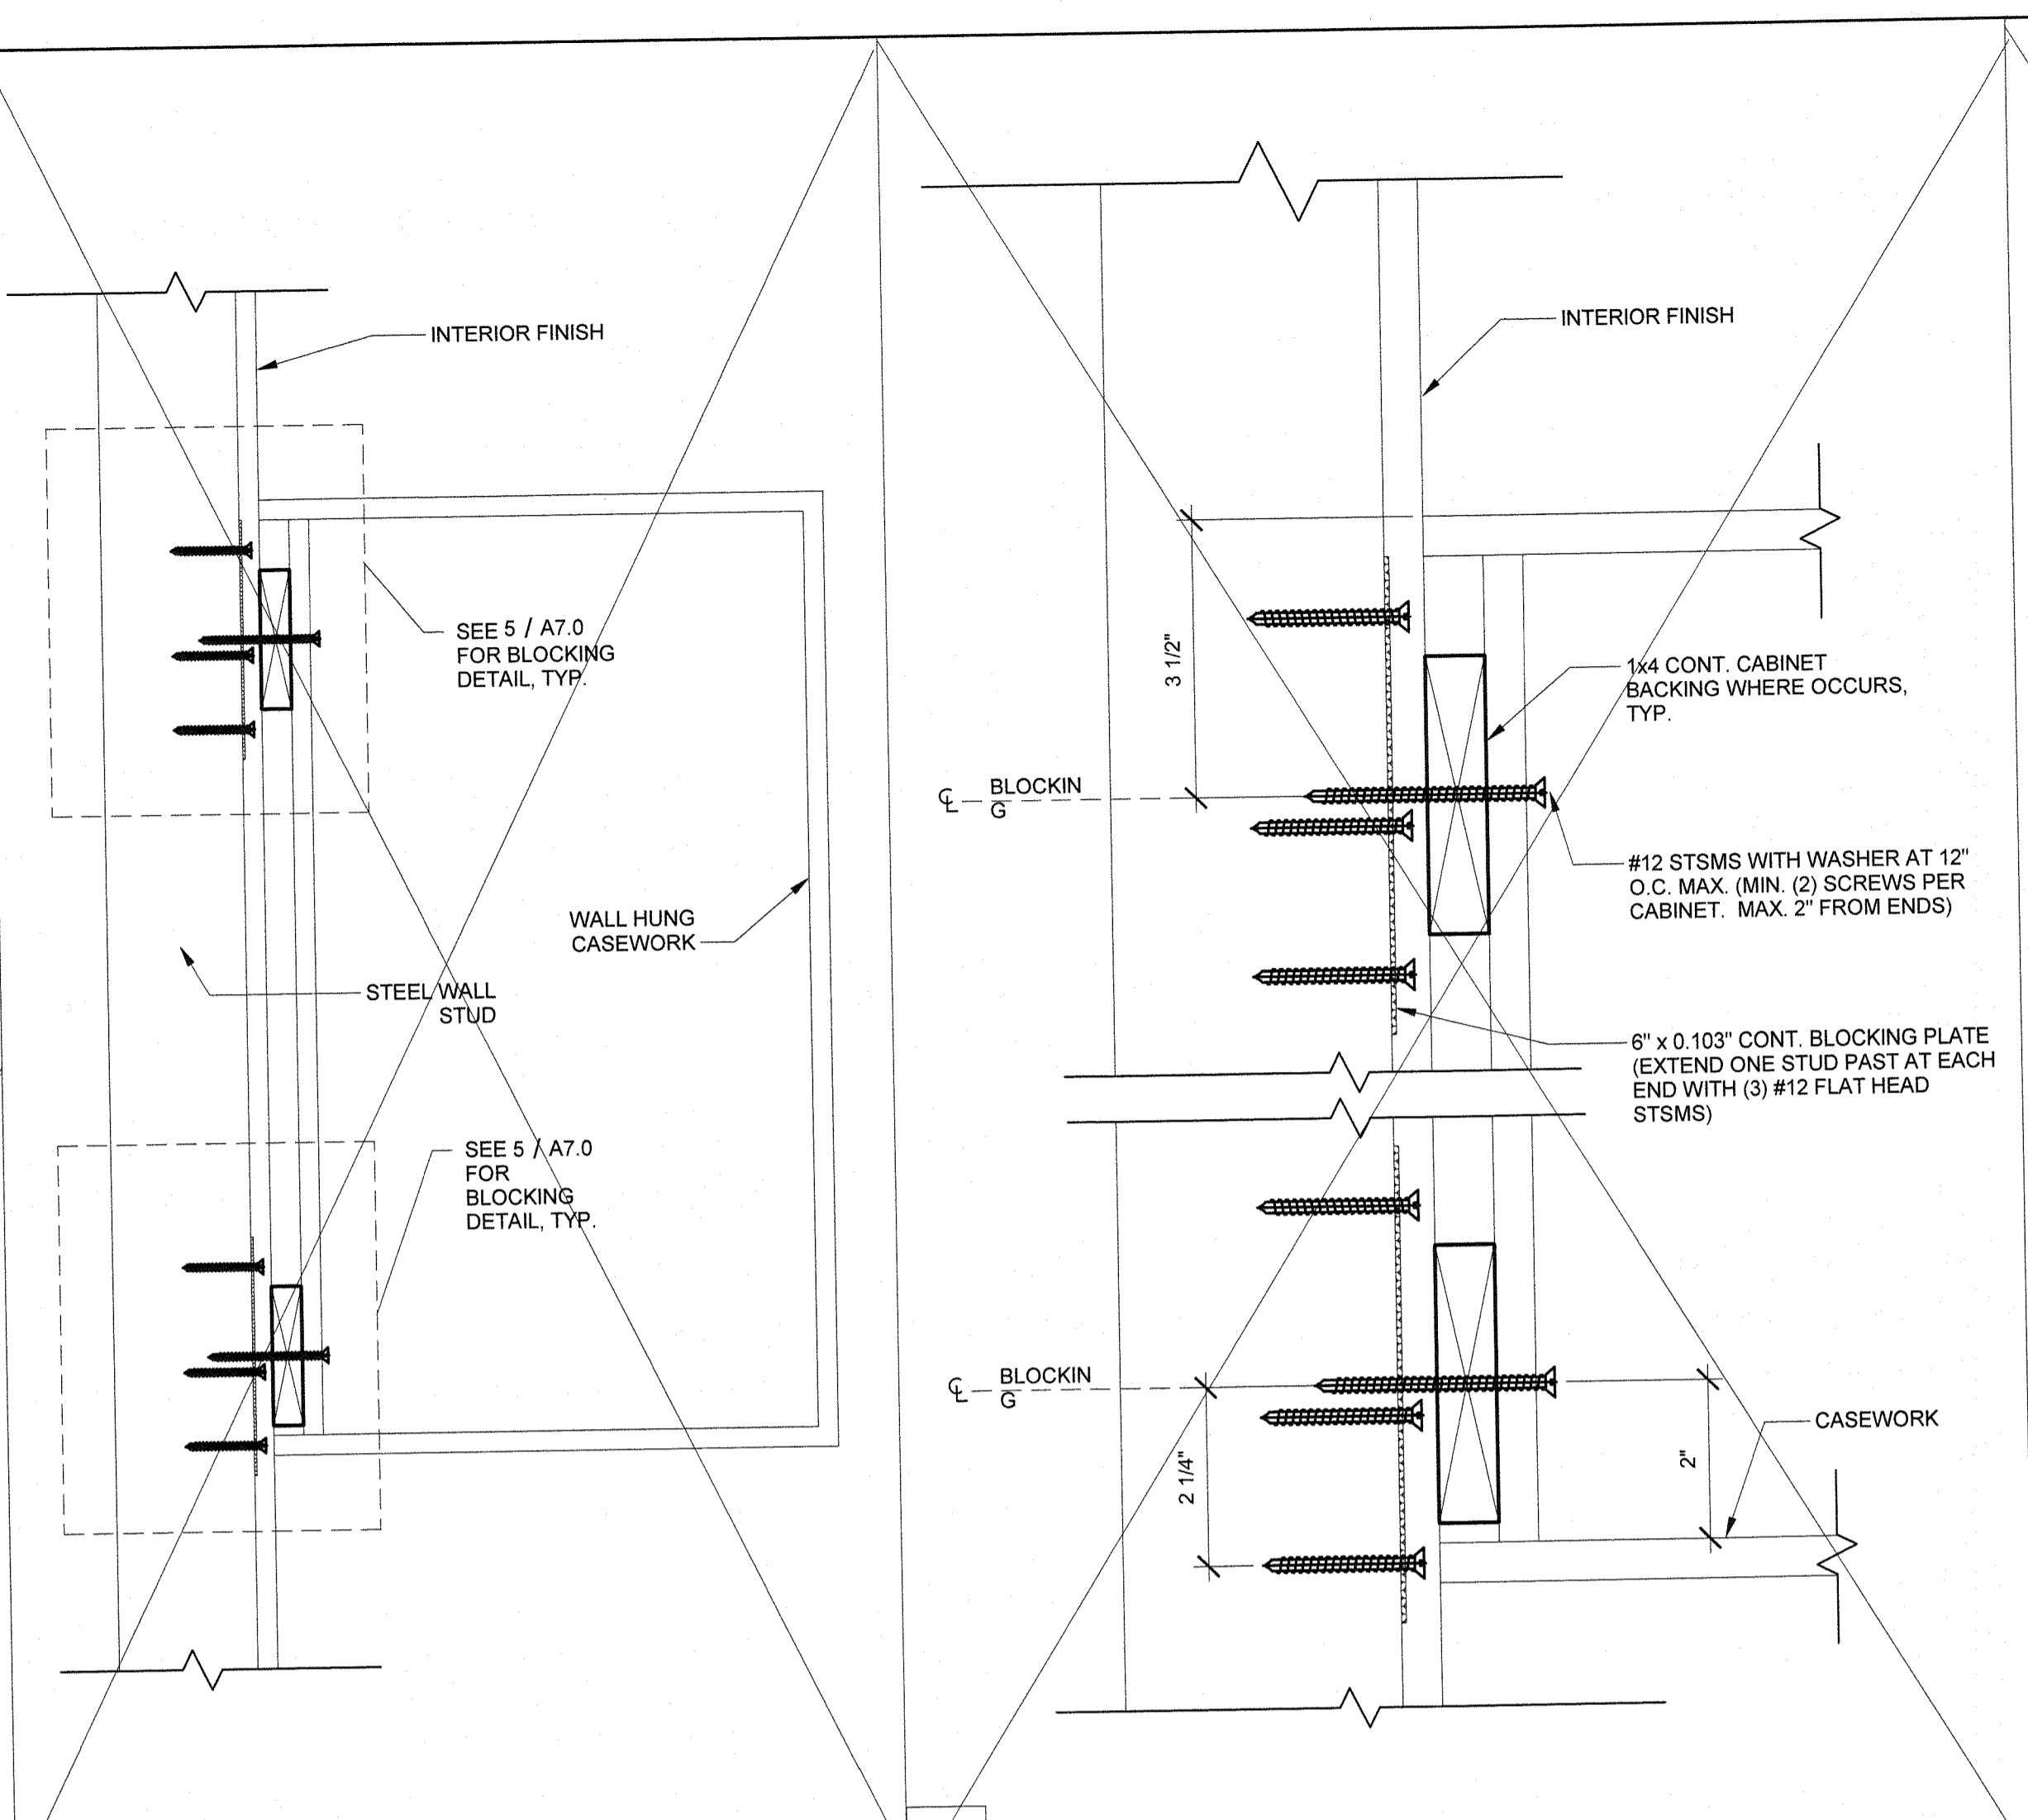 INTERIOR FINISH
SEE 5 / A7.0
FOR BLOCKING
DETAIL, TYP.
WALL HUNG
CASEWORK
STEEL WALL
STUD
SEE 5 / A7.0
FOR
BLOCKING
DETAIL, TYP.
INTERIOR FINISH
3 1/2"
1x4 CONT. CABINET
BACKING WHERE OCCURS,
TYP.
℄ BLOCKIN
G
#12 STSMS WITH WASHER AT 12"
O.C. MAX. (MIN. (2) SCREWS PER
CABINET. MAX. 2" FROM ENDS)
6" x 0.103" CONT. BLOCKING PLATE
(EXTEND ONE STUD PAST AT EACH
END WITH (3) #12 FLAT HEAD
STSMS)
℄ BLOCKIN
G
2 1/4"
2"
CASEWORK